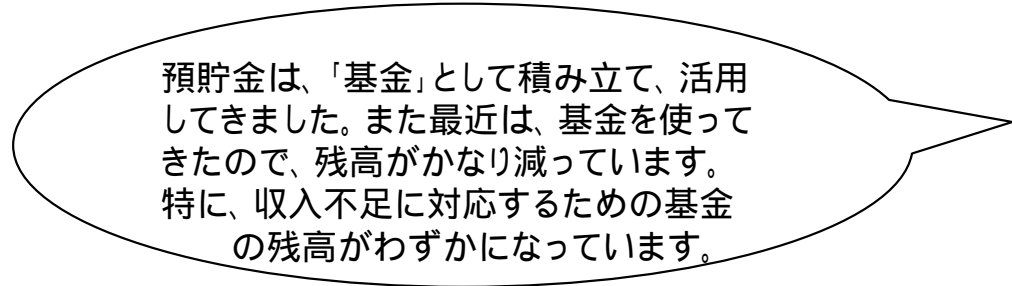 預貯金は、「基金」として積み立て、活用
してきました。また最近は、基金を使って
きたので、残高がかなり減っています。
特に、収入不足に対応するための基金
の残高がわずかになっています。